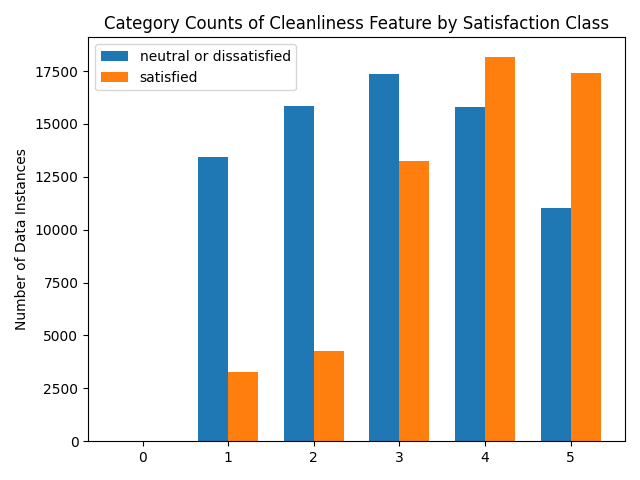 Category Counts of Cleanliness Feature by Satisfaction Class
neutral or dissatisfied
satisfied
Number of Data Instances
17500
15000
12500
10000
7500
5000
2500
0
0 1 2 3 4 5